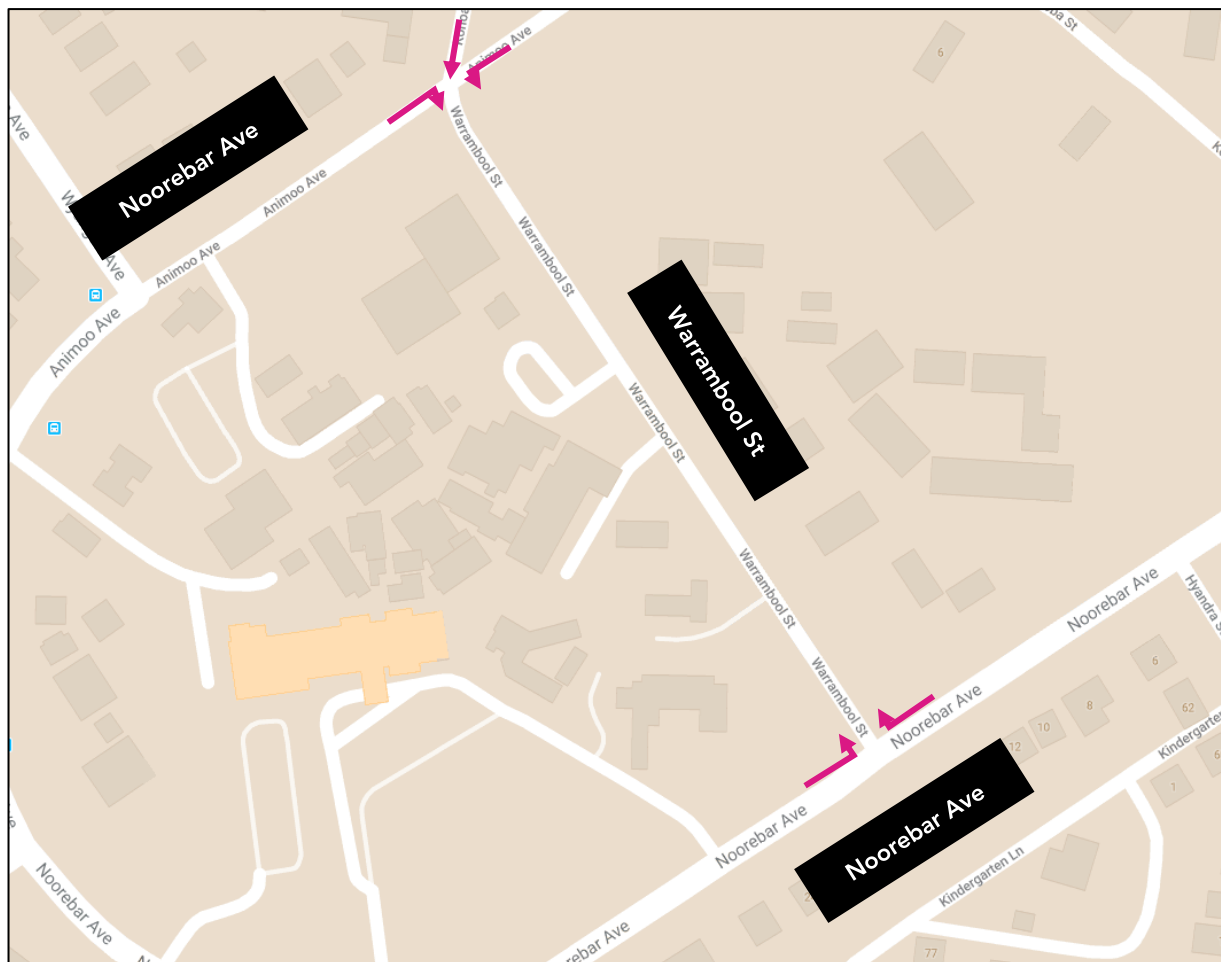 Animoo Ave
6
Noorebar Ave
Warrambool St
Animoo Ave
Warrambool St
Animoo Ave
Animoo Ave
Warrambool St
Warrambool St
Warrambool St
Noorebar Ave
Warrambool St
Noorebar Ave
Warrambool St
6
8
62
10
12
Noorebar Ave
Kindergarten
1
Noorebar Ave
Noorebar Ave
Kindergarten Ln
Noorebar Ave
77